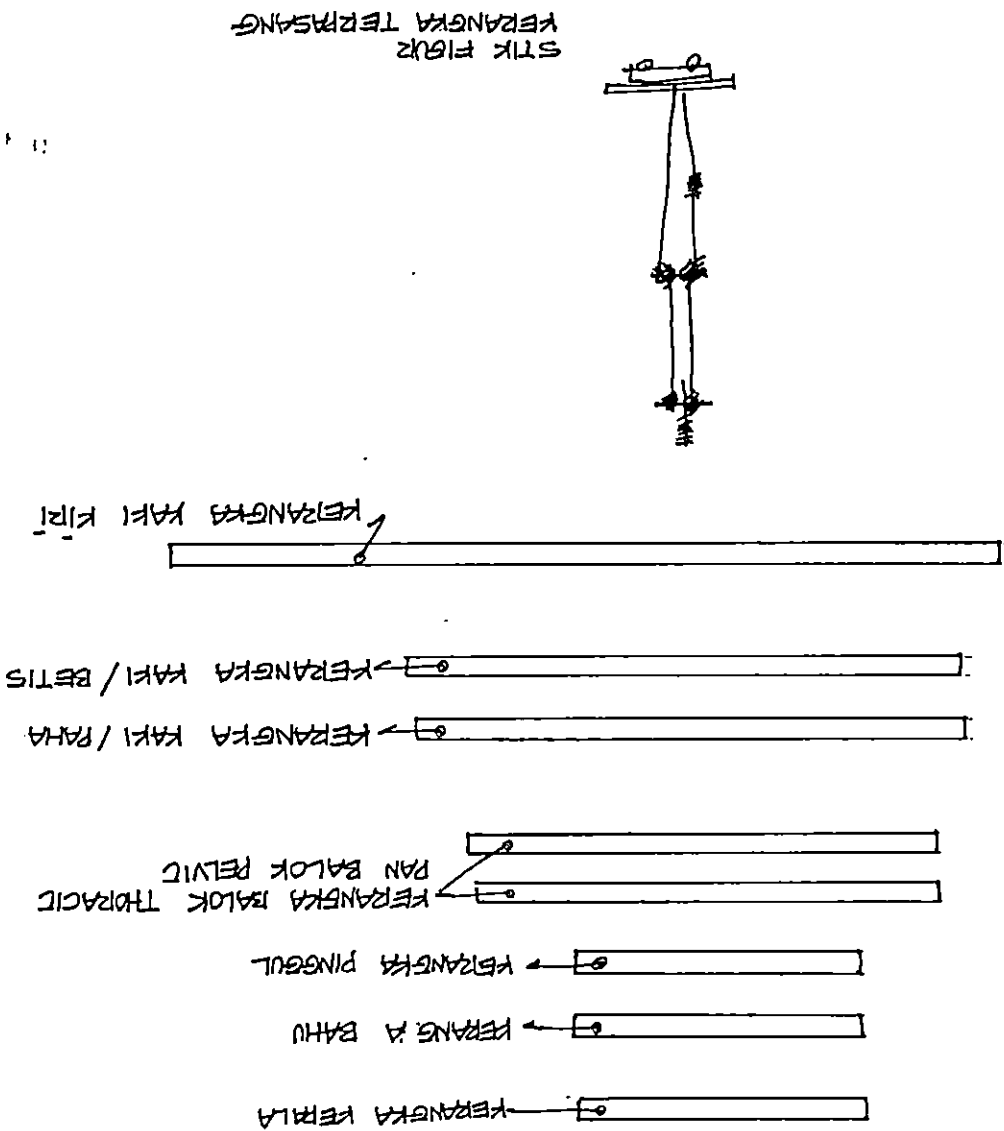 KERANGKA KEPALA
KERANG A BAHU
KERANGKA PINGGUL
KERANGKA BALOK THORACIC
DAN BALOK PELVIC
KERANGKA KAKI / PAHA
KERANGKA KAKI / BETIS
KERANGKA KAKI KIRI
STIK FIGUR
KERANGKA TERPASANG